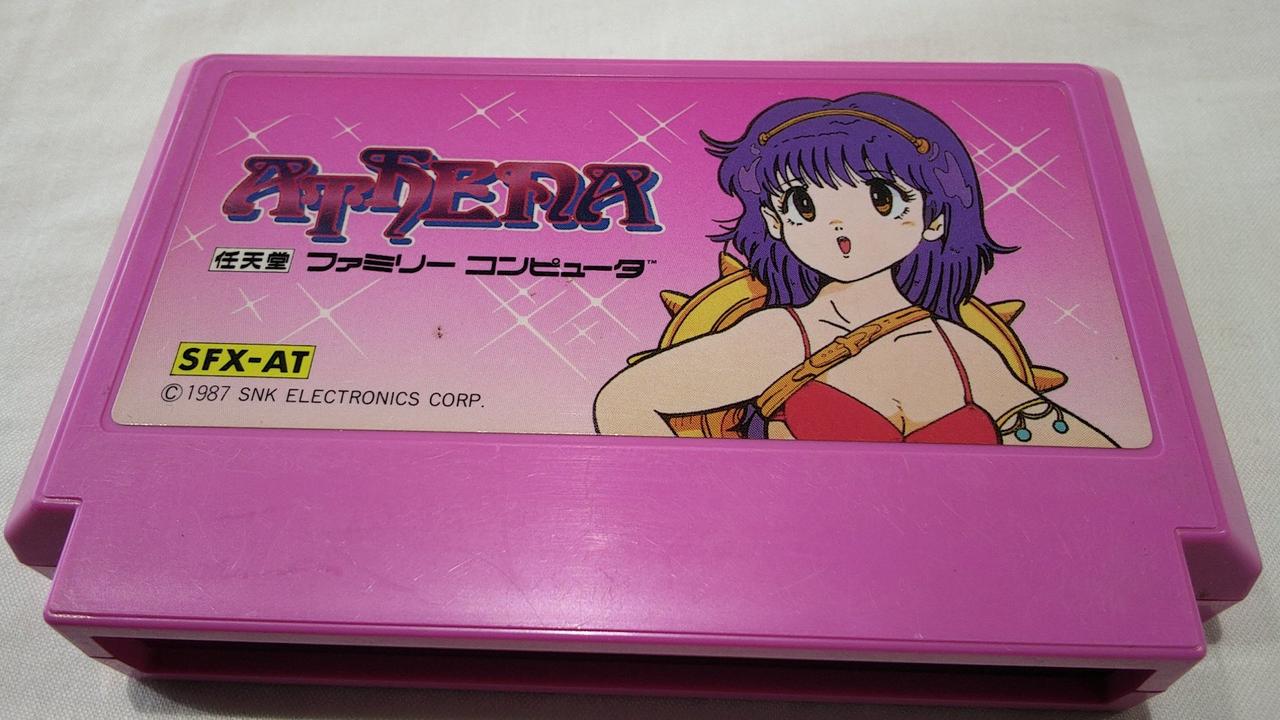 ATHENA
任天堂 ファミリー コンピュータ™
SFX-AT
©1987 SNK ELECTRONICS CORP.